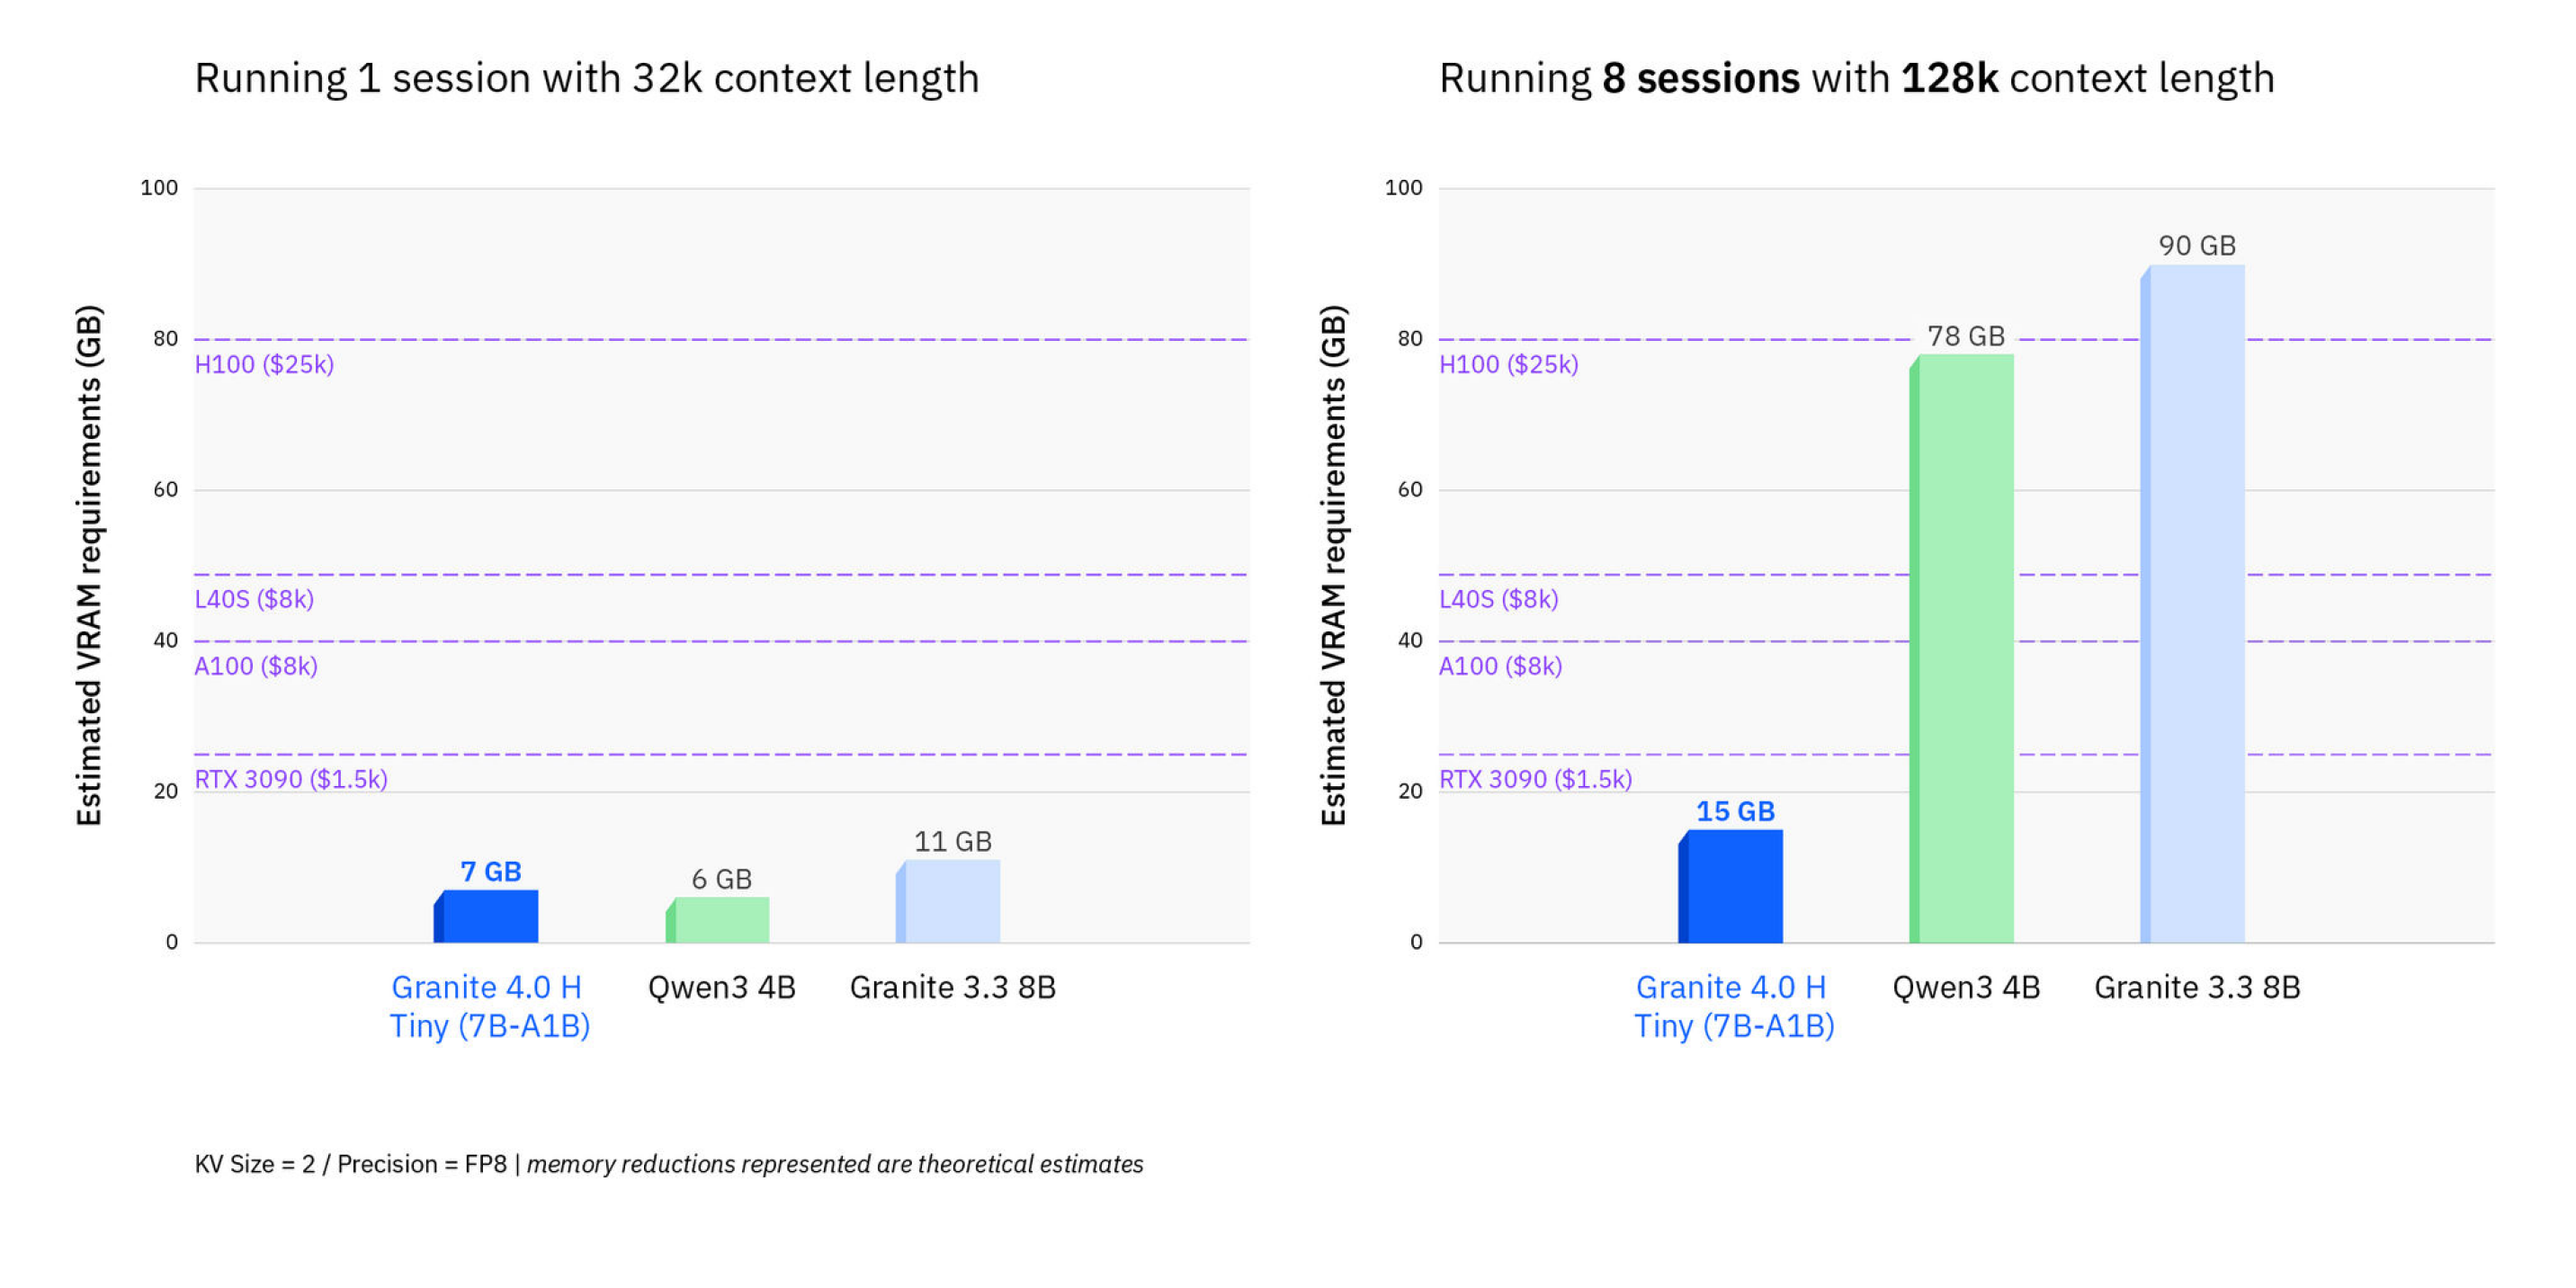 Running 1 session with 32k context length
Estimated VRAM requirements (GB)
100
80
H100 ($25k)
60
L40S ($8k)
40
A100 ($8k)
RTX 3090 ($1.5k)
20
0
7 GB
6 GB
11 GB
Granite 4.0 H
Tiny (7B-A1B)
Qwen3 4B
Granite 3.3 8B
Running 8 sessions with 128k context length
Estimated VRAM requirements (GB)
100
80
H100 ($25k)
60
L40S ($8k)
40
A100 ($8k)
RTX 3090 ($1.5k)
20
0
15 GB
78 GB
90 GB
Granite 4.0 H
Tiny (7B-A1B)
Qwen3 4B
Granite 3.3 8B
KV Size = 2 / Precision = FP8 | memory reductions represented are theoretical estimates